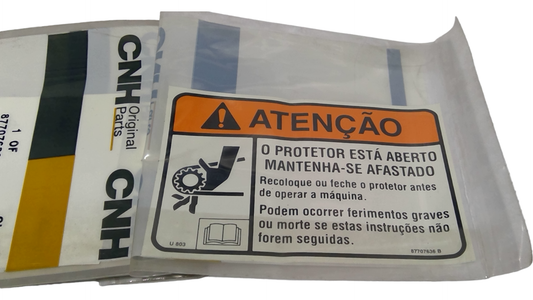 CNH
Original
Parts
CNH
1 OF
ATENÇÃO
O PROTETOR ESTÁ ABERTO
MANTENHA-SE AFASTADO
Recoloque ou feche o protetor antes
de operar a máquina.
Podem ocorrer ferimentos graves
ou morte se estas instruções não
forem seguidas.
87707636 B